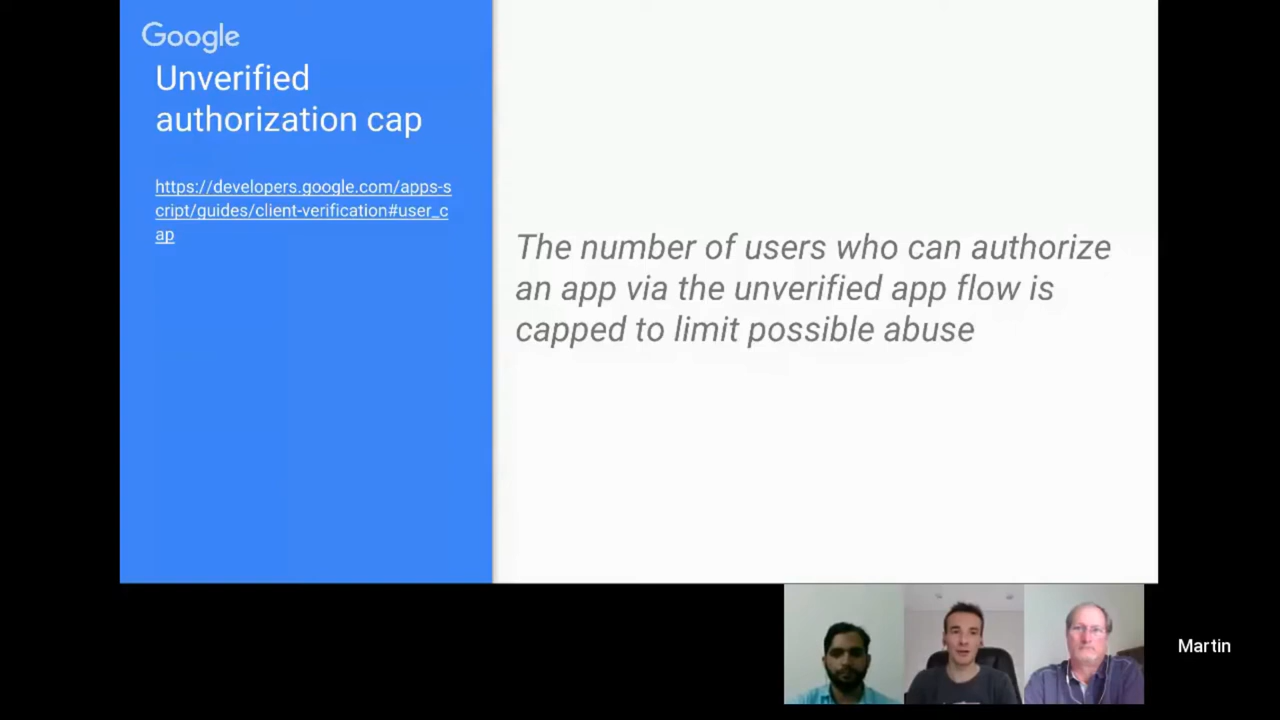 Google
Unverified
authorization cap
https://developers.google.com/apps-s
cript/guides/client-verification#user_c
ap
The number of users who can authorize
an app via the unverified app flow is
capped to limit possible abuse
Martin